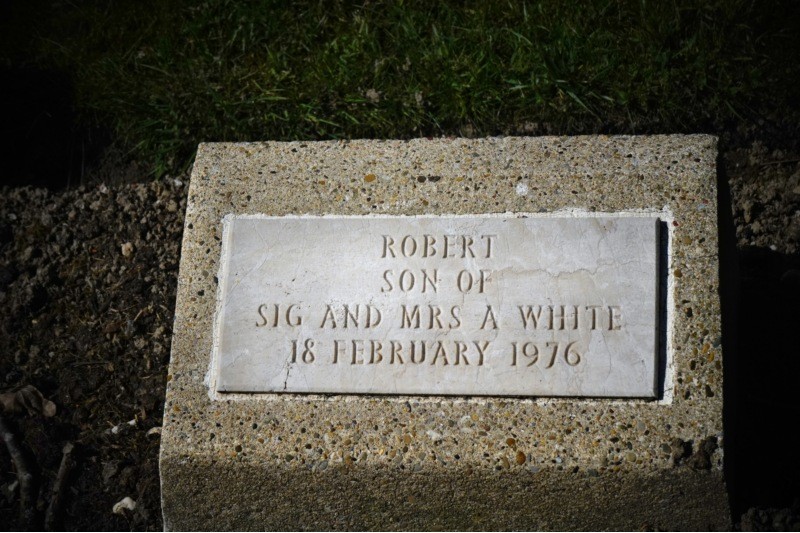 ROBERT
SON OF
SIG AND MRS A WHITE
18 FEBRUARY 1976